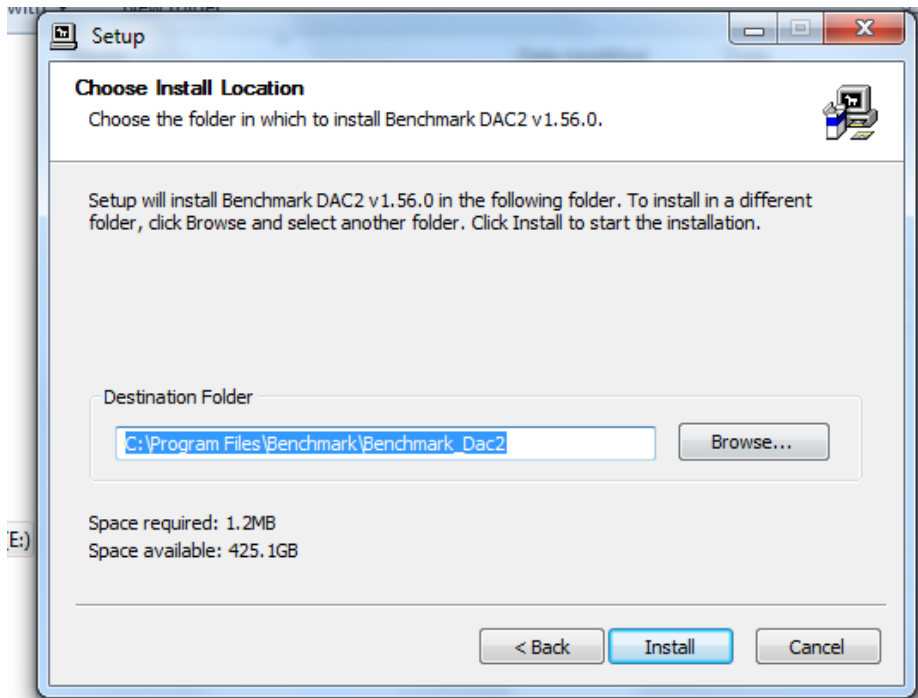 Setup
Choose Install Location
Choose the folder in which to install Benchmark DAC2 v1.56.0.
Setup will install Benchmark DAC2 v1.56.0 in the following folder. To install in a different
folder, click Browse and select another folder. Click Install to start the installation.
Destination Folder
C:\Program Files\Benchmark\Benchmark_Dac2
Browse...
Space required: 1.2MB
(E:)
Space available: 425.1GB
< Back
Install
Cancel